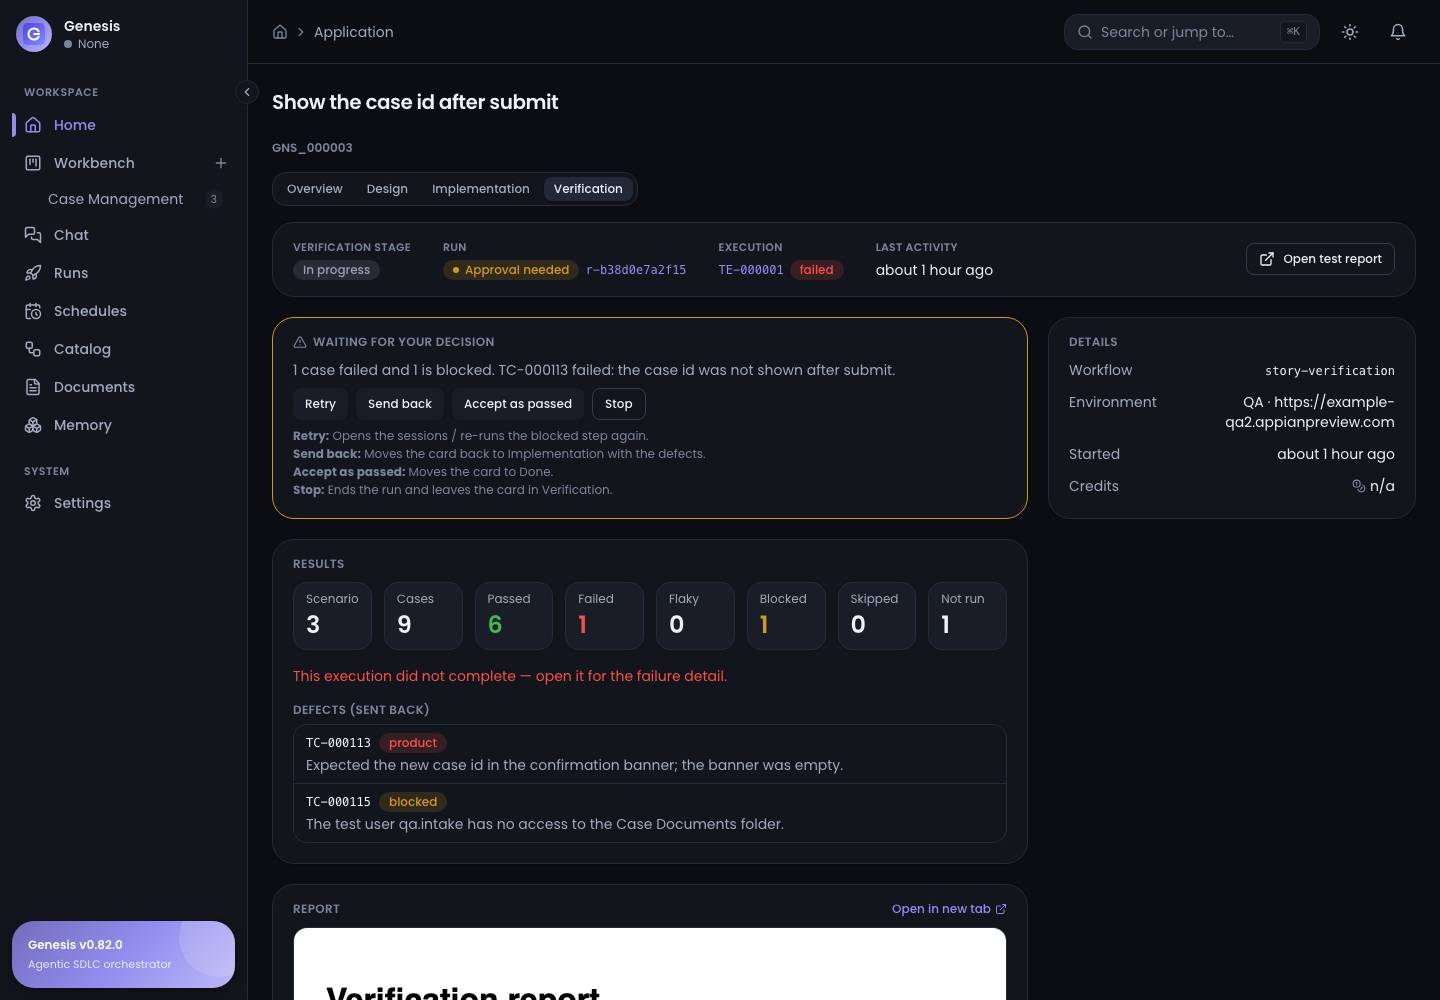 Genesis
None
WORKSPACE
Home
Workbench
Case Management 3
Chat
Runs
Schedules
Catalog
Documents
Memory
SYSTEM
Settings
Genesis v0.82.0
Agentic SDLC orchestrator
Application
Search or jump to... ⌘K
Show the case id after submit
GNS_000003
Overview Design Implementation Verification
VERIFICATION STAGE RUN EXECUTION LAST ACTIVITY
In progress Approval needed r-b38d0e7a2f15 TE-000001 failed about 1 hour ago
Open test report
WAITING FOR YOUR DECISION
1 case failed and 1 is blocked. TC-000113 failed: the case id was not shown after submit.
Retry Send back Accept as passed Stop
Retry: Opens the sessions / re-runs the blocked step again.
Send back: Moves the card back to Implementation with the defects.
Accept as passed: Moves the card to Done.
Stop: Ends the run and leaves the card in Verification.
DETAILS
Workflow story-verification
Environment QA · https://example-
qa2.appianpreview.com
Started about 1 hour ago
Credits n/a
RESULTS
Scenario Cases Passed Failed Flaky Blocked Skipped Not run
3 9 6 1 0 1 0 1
This execution did not complete — open it for the failure detail.
DEFECTS (SENT BACK)
TC-000113 product
Expected the new case id in the confirmation banner; the banner was empty.
TC-000115 blocked
The test user qa.intake has no access to the Case Documents folder.
REPORT Open in new tab
Verification report